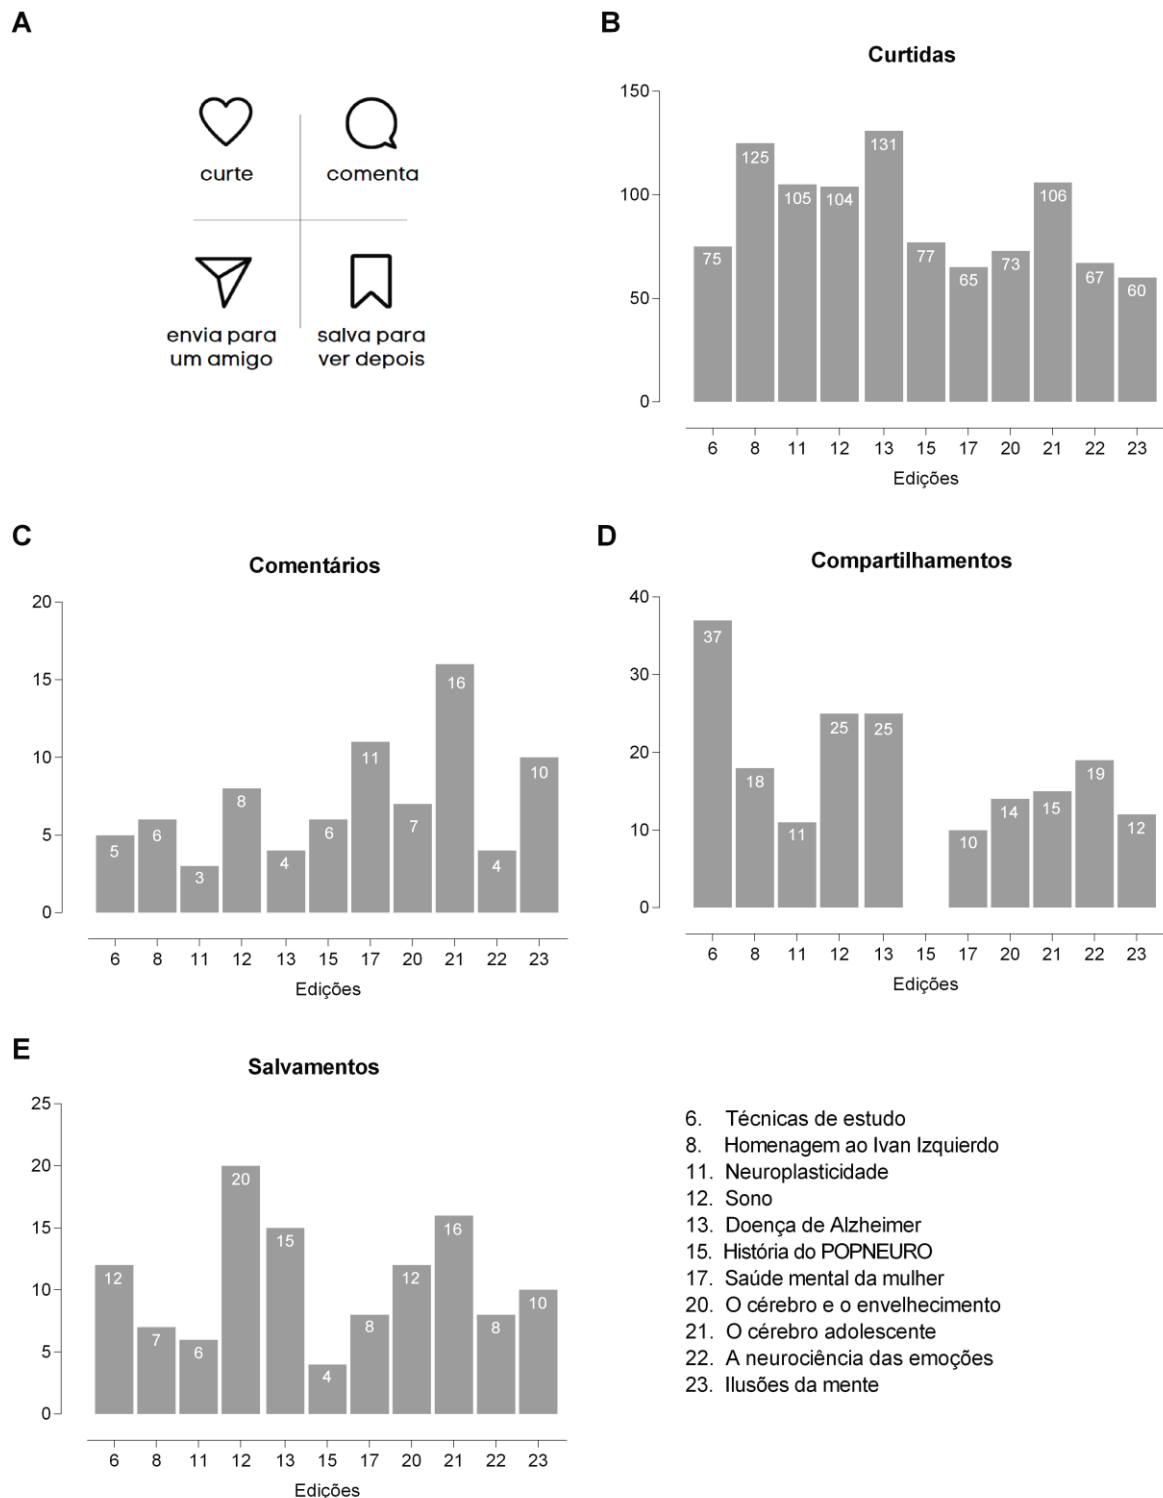 A
curte
comenta
envia para
um amigo
salva para
ver depois
B
Curtidas
150
100
50
0
75
125
105
104
131
77
65
73
106
67
60
6 8 11 12 13 15 17 20 21 22 23
Edições
C
Comentários
20
15
10
5
0
5
6
3
8
4
6
11
7
16
4
10
6 8 11 12 13 15 17 20 21 22 23
Edições
D
Compartilhamentos
40
30
20
10
0
37
18
11
25
25
10
14
15
19
12
6 8 11 12 13 15 17 20 21 22 23
Edições
E
Salvamentos
25
20
15
10
5
0
12
7
6
20
15
4
8
12
16
8
10
6 8 11 12 13 15 17 20 21 22 23
Edições
6. Técnicas de estudo
8. Homenagem ao Ivan Izquierdo
11. Neuroplasticidade
12. Sono
13. Doença de Alzheimer
15. História do POPNEURO
17. Saúde mental da mulher
20. O cérebro e o envelhecimento
21. O cérebro adolescente
22. A neurociência das emoções
23. Ilusões da mente